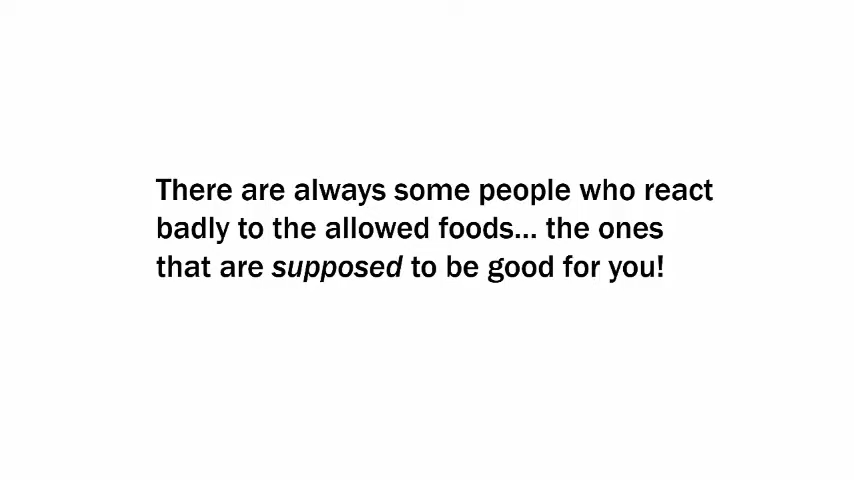 There are always some people who react
badly to the allowed foods... the ones
that are supposed to be good for you!